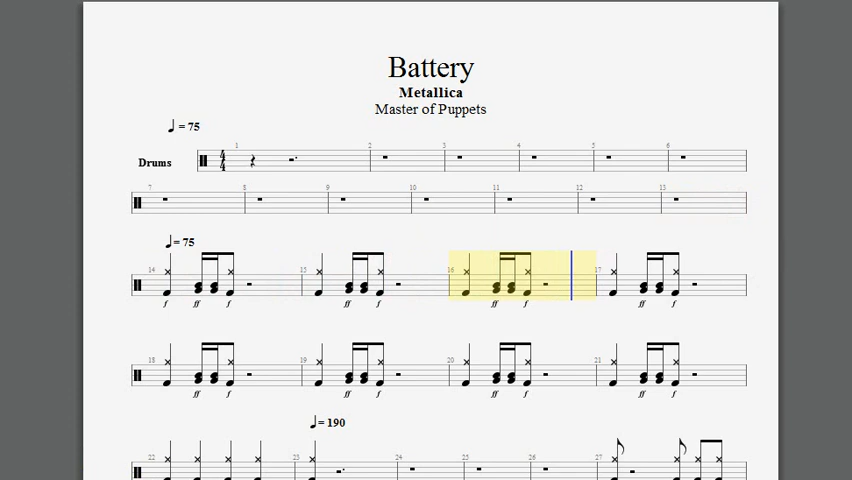 Battery
Metallica
Master of Puppets
♩ = 75
Drums 4/4 1 2 3 4 5 6
7 8 9 10 11 12 13
♩ = 75
14 15 16 17
f ff f f ff f f ff f f ff f
18 19 20 21
f ff f f ff f f ff f f ff f
♩ = 190
22 23 24 25 26 27